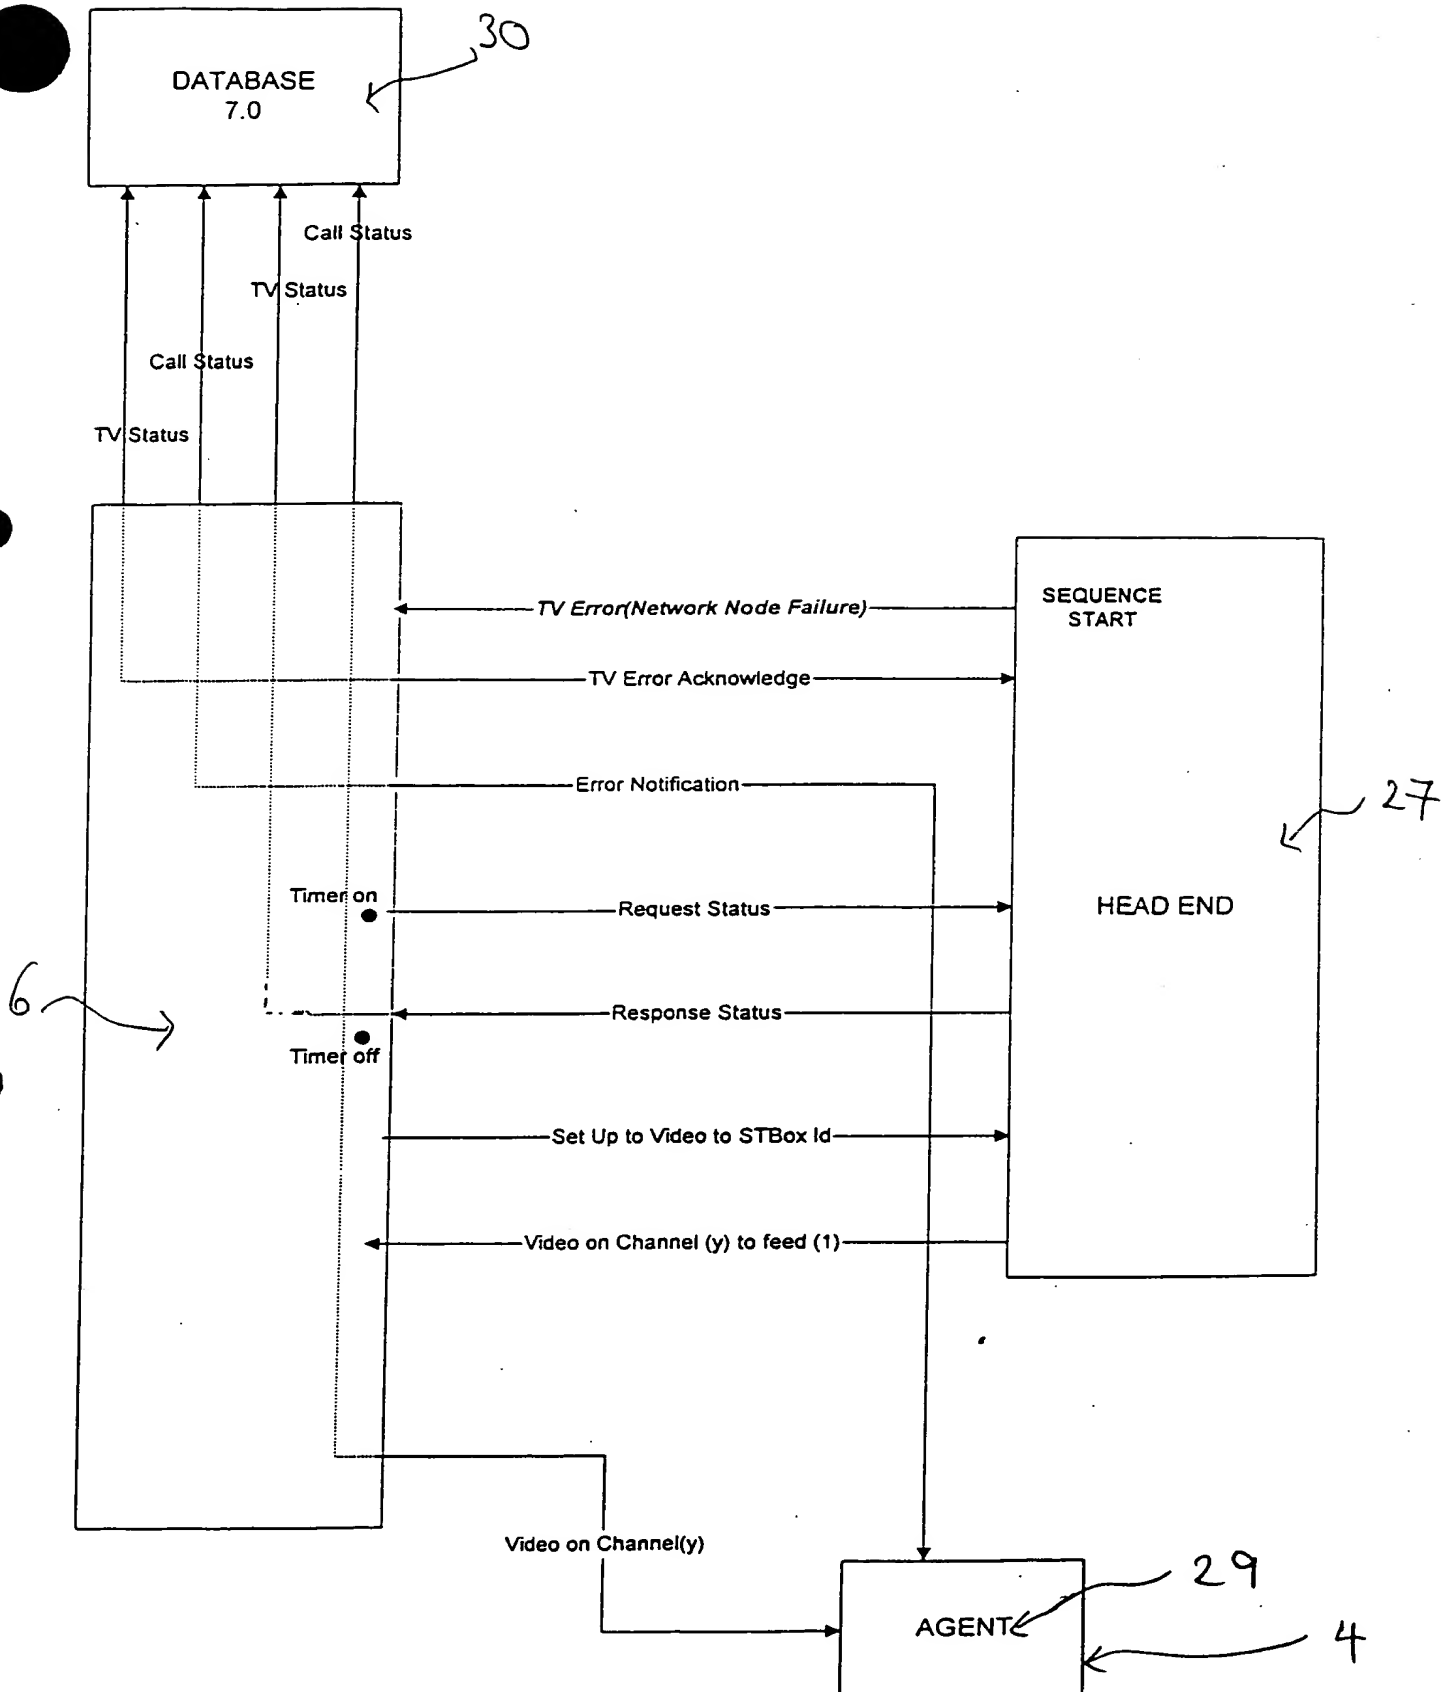 30
DATABASE
7.0
Call Status
TV Status
Call Status
TV Status
TV Error(Network Node Failure)
SEQUENCE
START
TV Error Acknowledge
Error Notification
27
Timer on
Request Status
HEAD END
6
Response Status
Timer off
Set Up to Video to STBox Id
Video on Channel (y) to feed (1)
Video on Channel(y)
29
AGENT
4